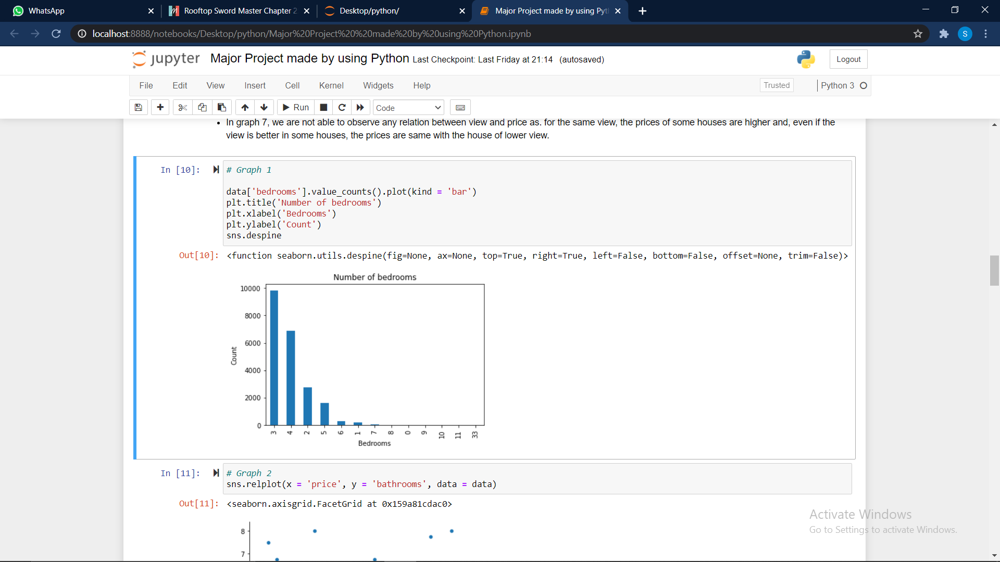 WhatsApp
Rooftop Sword Master Chapter 2
Desktop/python/
Major Project made by using Pyth
localhost:8888/notebooks/Desktop/python/Major%20Project%20%20made%20by%20using%20Python.ipynb
S
jupyter Major Project made by using Python Last Checkpoint: Last Friday at 21:14 (autosaved)
Logout
File Edit View Insert Cell Kernel Widgets Help
Trusted
Python 3
Run
Code
• In graph 7, we are not able to observe any relation between view and price as. for the same view, the prices of some houses are higher and, even if the
view is better in some houses, the prices are same with the house of lower view.
In [10]:
# Graph 1
data['bedrooms'].value_counts().plot(kind = 'bar')
plt.title('Number of bedrooms')
plt.xlabel('Bedrooms')
plt.ylabel('Count')
sns.despine
Out[10]: <function seaborn.utils.despine(fig=None, ax=None, top=True, right=True, left=False, bottom=False, offset=None, trim=False)>
Number of bedrooms
10000
8000
6000
4000
2000
0
Count
3 4 2 5 6 1 7 8 0 9 10 11 33
Bedrooms
In [11]:
# Graph 2
sns.relplot(x = 'price', y = 'bathrooms', data = data)
Out[11]: <seaborn.axisgrid.FacetGrid at 0x159a81cdac0>
8
7
Activate Windows
Go to Settings to activate Windows.